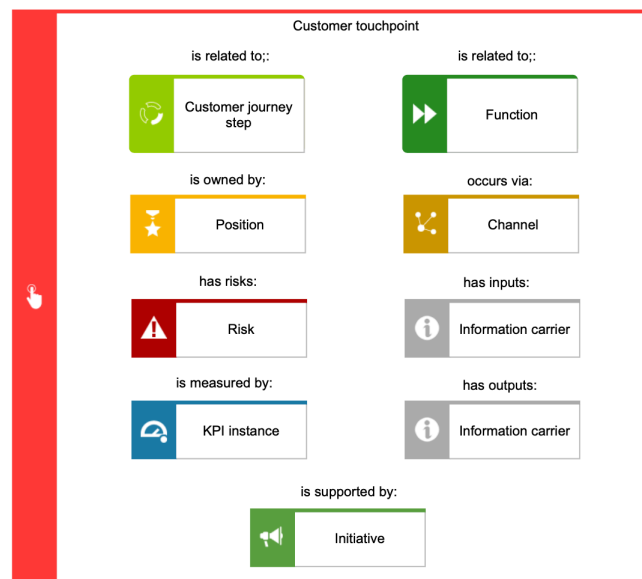 Customer touchpoint
is related to;:
is related to;:
Customer journey
step
Function
is owned by:
occurs via:
Position
Channel
has risks:
has inputs:
Risk
Information carrier
is measured by:
has outputs:
KPI instance
Information carrier
is supported by:
Initiative